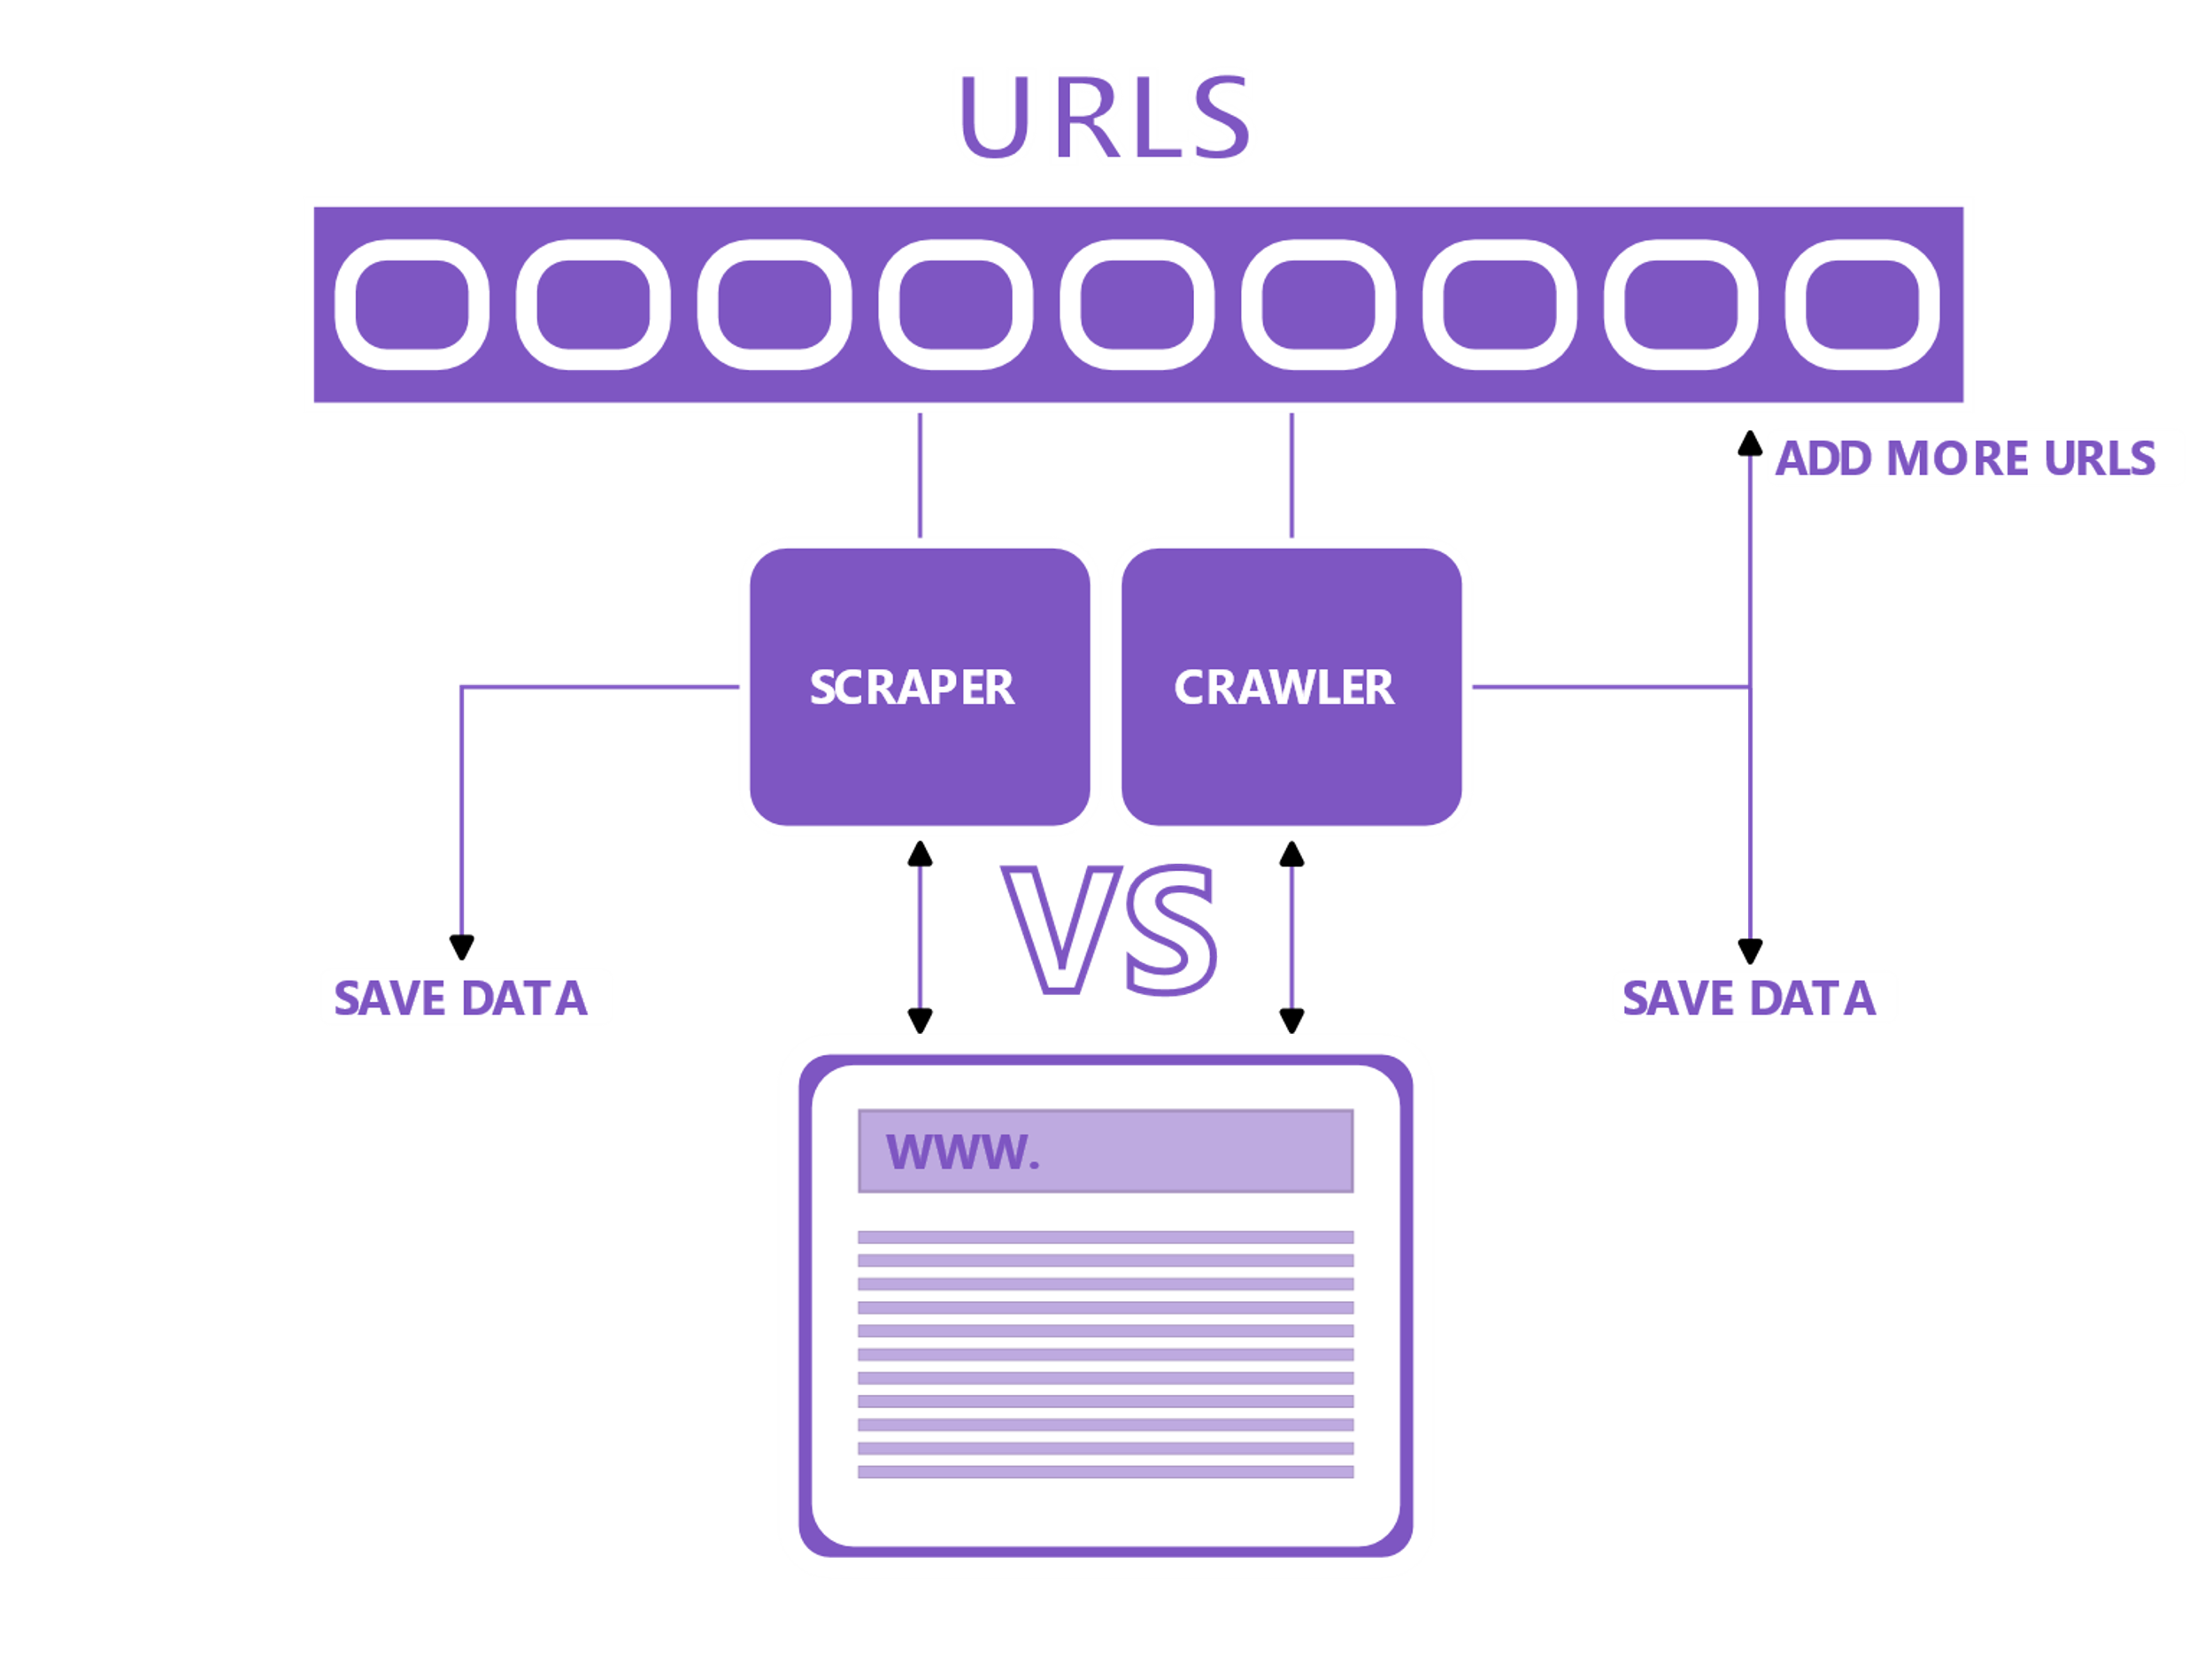 URLS
ADD MORE URLS
SCRAPER
CRAWLER
VS
SAVE DATA
SAVE DATA
WWW.